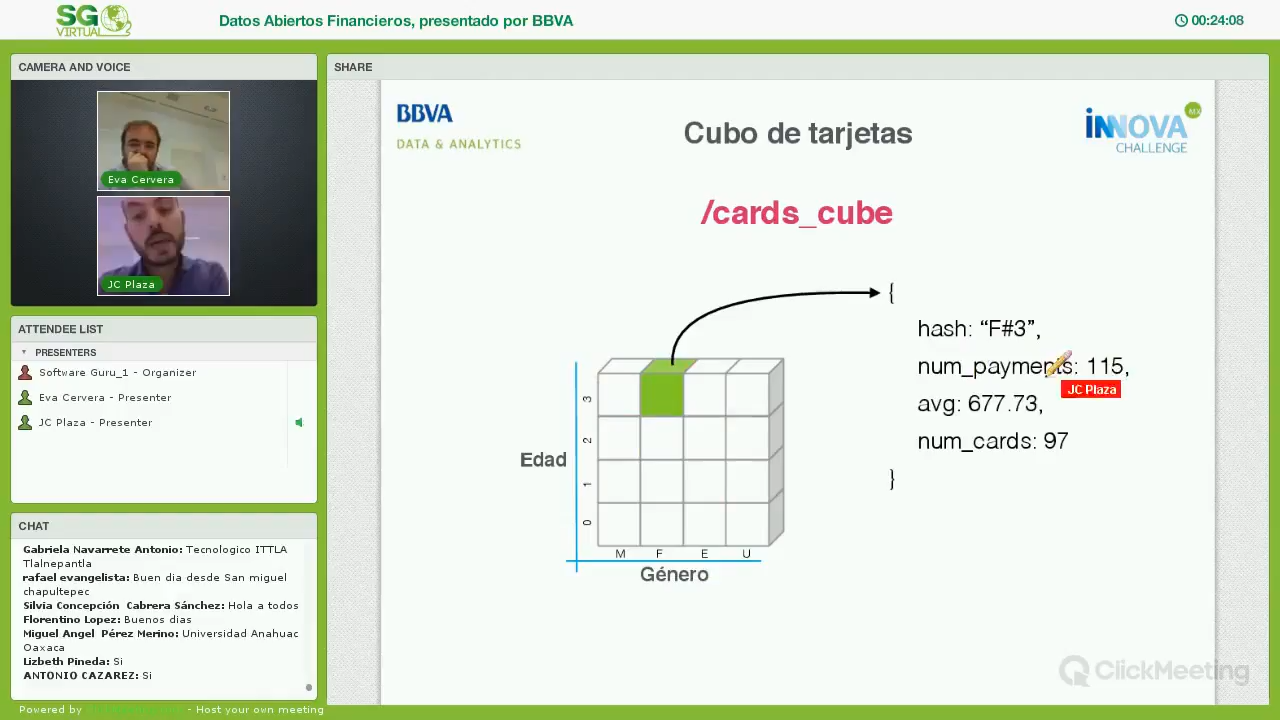 SG
VIRTUAL
Datos Abiertos Financieros, presentado por BBVA
00:24:08
CAMERA AND VOICE
Eva Cervera
JC Plaza
ATTENDEE LIST
PRESENTERS
Software Guru_1 - Organizer
Eva Cervera - Presenter
JC Plaza - Presenter
CHAT
Gabriela Navarrete Antonio: Tecnologico ITTLA
Tlalnepantla
rafael evangelista: Buen dia desde San miguel
chapultepec
Silvia Concepción Cabrera Sánchez: Hola a todos
Florentino Lopez: Buenos dias
Miguel Angel Pérez Merino: Universidad Anahuac
Oaxaca
Lizbeth Pineda: Si
ANTONIO CAZAREZ: Si
Powered by
- Host your own meeting
SHARE
BBVA
DATA & ANALYTICS
Cubo de tarjetas
INNOVA MX
CHALLENGE
/cards_cube
{
hash: “F#3”,
num_payments: 115,
JC Plaza
avg: 677.73,
num_cards: 97
}
Edad
3
2
1
0
M F E U
Género
ClickMeeting